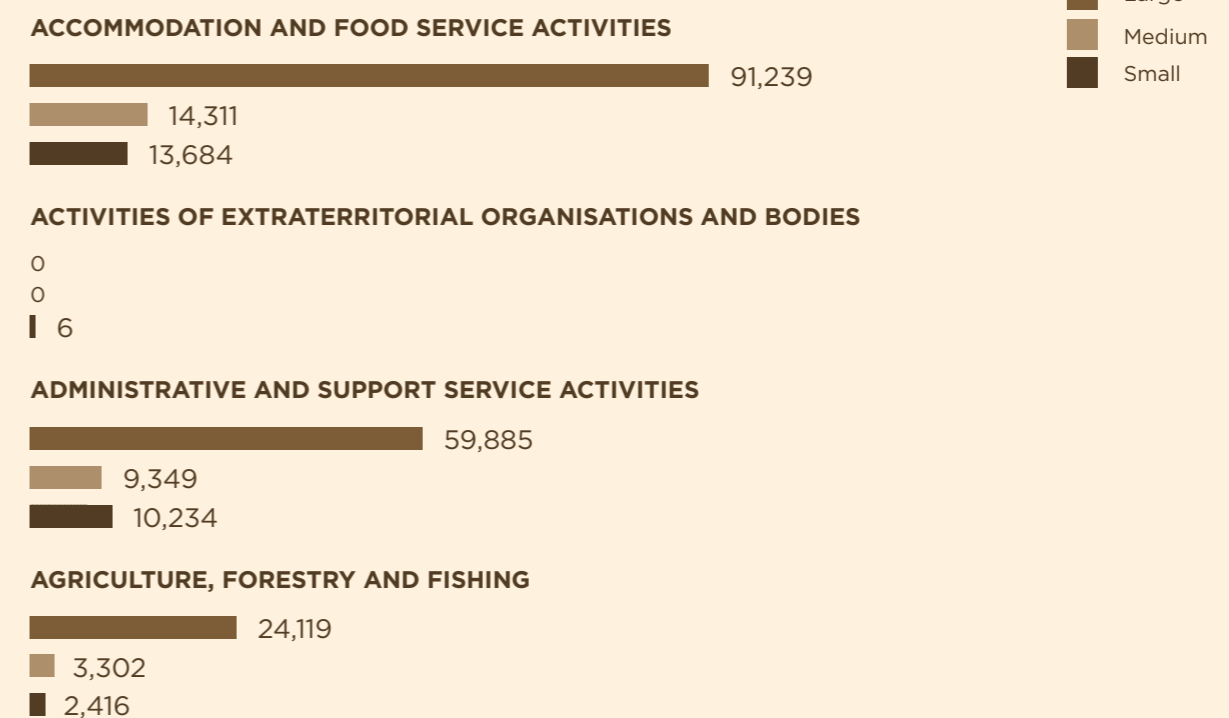 ACCOMMODATION AND FOOD SERVICE ACTIVITIES
91,239
14,311
13,684
ACTIVITIES OF EXTRATERRITORIAL ORGANISATIONS AND BODIES
0
0
6
ADMINISTRATIVE AND SUPPORT SERVICE ACTIVITIES
59,885
9,349
10,234
AGRICULTURE, FORESTRY AND FISHING
24,119
3,302
2,416
Medium
Small